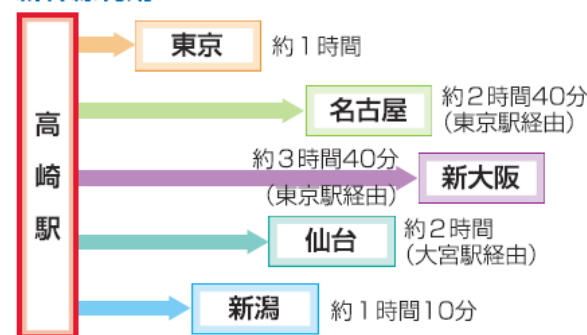 高崎駅
東京 約1時間
名古屋 約2時間40分
(東京駅経由)
約3時間40分
(東京駅経由)
新大阪
仙台 約2時間
(大宮駅経由)
新潟 約1時間10分